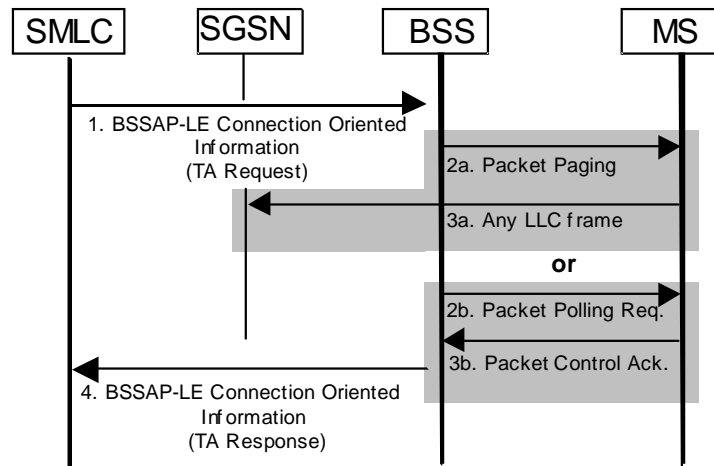 SMLC
SGSN
BSS
MS
1. BSSAP-LE Connection Oriented
Information
(TA Request)
2a. Packet Paging
3a. Any LLC frame
or
2b. Packet Polling Req.
3b. Packet Control Ack.
4. BSSAP-LE Connection Oriented
Information
(TA Response)